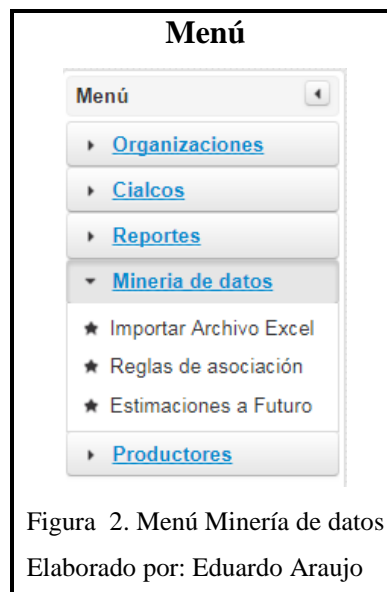 Menú
Menú
Organizaciones
Cialcos
Reportes
Mineria de datos
Importar Archivo Excel
Reglas de asociación
Estimaciones a Futuro
Productores
Figura 2. Menú Minería de datos
Elaborado por: Eduardo Araujo